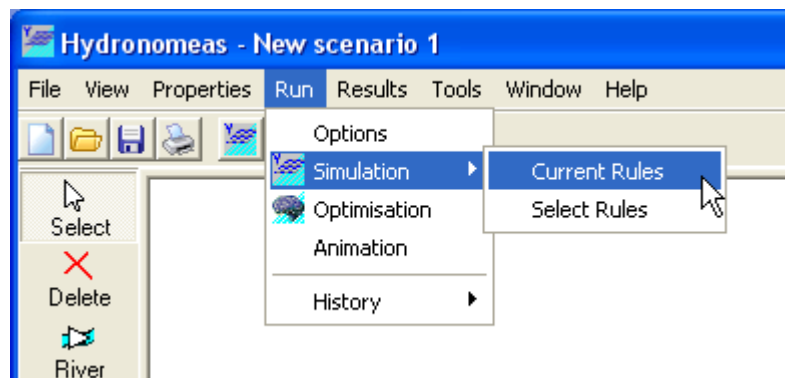 Hydronomeas - New scenario 1
File View Properties Run Results Tools Window Help
Options
Simulation
Current Rules
Optimisation
Select Rules
Animation
History
Select
Delete
River